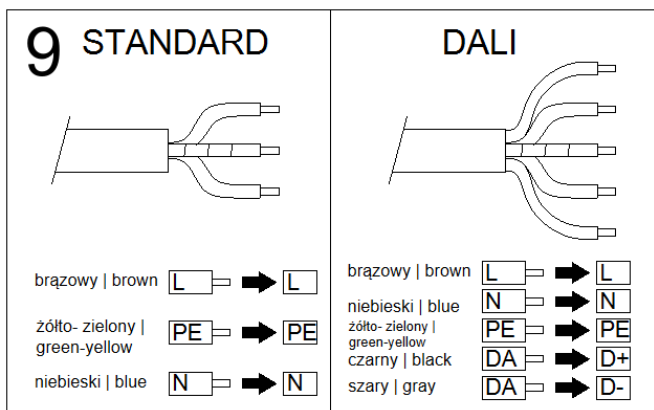 9 STANDARD
brązowy | brown L L
żółto- zielony |
green-yellow PE PE
niebieski | blue N N
DALI
brązowy | brown L L
niebieski | blue N N
żółto- zielony |
green-yellow PE PE
czarny | black DA D+
szary | gray DA D-